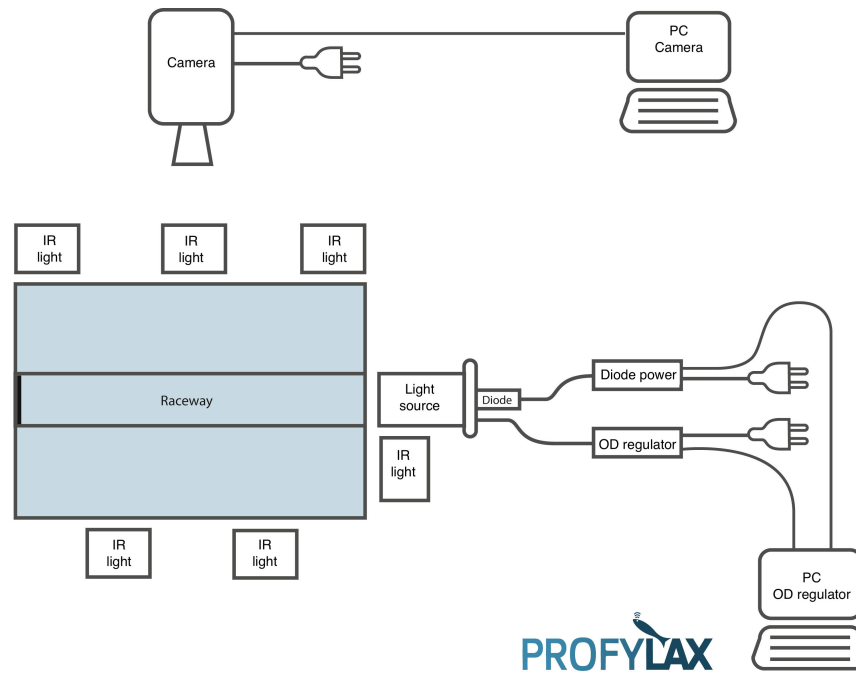 Camera
PC
Camera
IR
light
IR
light
IR
light
Raceway
Light
source
Diode
Diode power
OD regulator
IR
light
IR
light
IR
light
PC
OD regulator
PROFYLAX